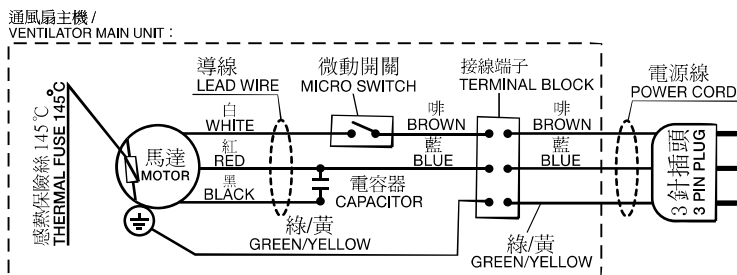 通風扇主機 /
VENTILATOR MAIN UNIT :
導線
LEAD WIRE
微動開關
MICRO SWITCH
接線端子
TERMINAL BLOCK
電源線
POWER CORD
感熱保險絲 145℃
THERMAL FUSE 145℃
馬達
MOTOR
白
WHITE
紅
RED
黑
BLACK
啡
BROWN
藍
BLUE
啡
BROWN
藍
BLUE
電容器
CAPACITOR
綠/黃
GREEN/YELLOW
綠/黃
GREEN/YELLOW
3 針插頭
3 PIN PLUG